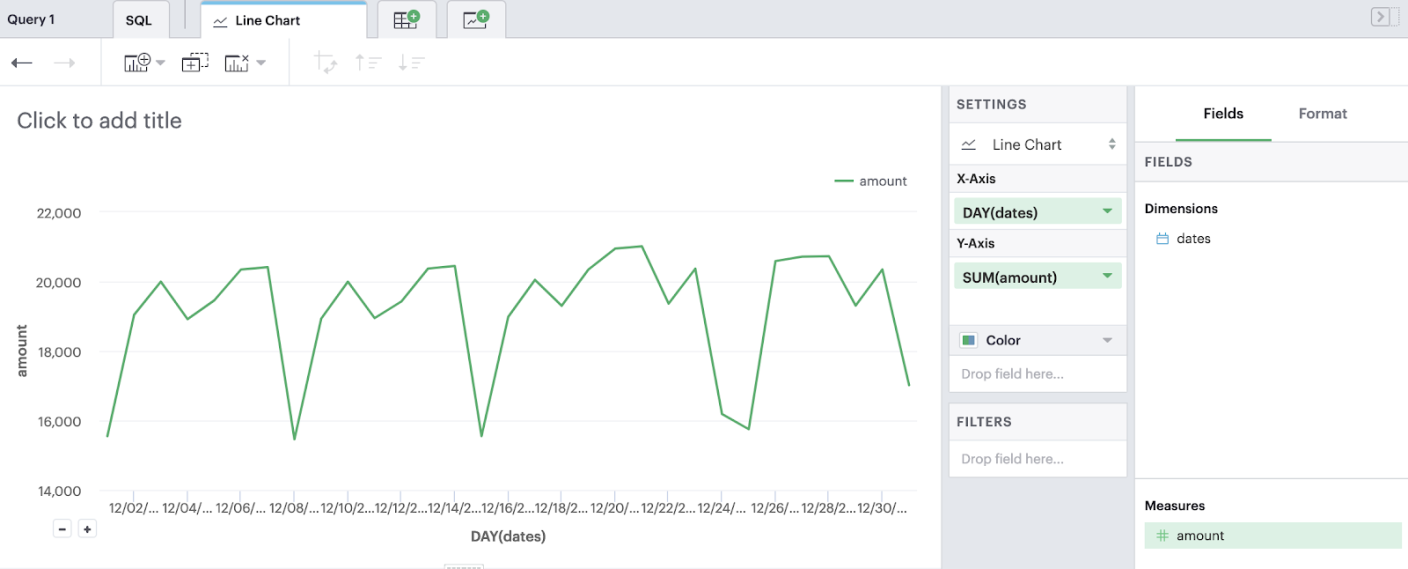 Query 1
SQL
Line Chart
Click to add title
amount
22,000
20,000
18,000
16,000
14,000
amount
12/02/... 12/04/... 12/06/... 12/08/... 12/10/2... 12/12/2... 12/14/2... 12/16/2... 12/18/2... 12/20/... 12/22/2... 12/24/... 12/26/... 12/28/2... 12/30/...
DAY(dates)
SETTINGS
Line Chart
X-Axis
DAY(dates)
Y-Axis
SUM(amount)
Color
Drop field here...
FILTERS
Drop field here...
Fields
Format
FIELDS
Dimensions
dates
Measures
amount